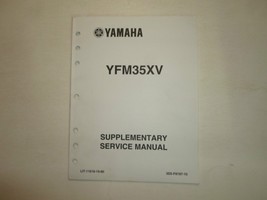 YAMAHA
YFM35XV
SUPPLEMENTARY
SERVICE MANUAL